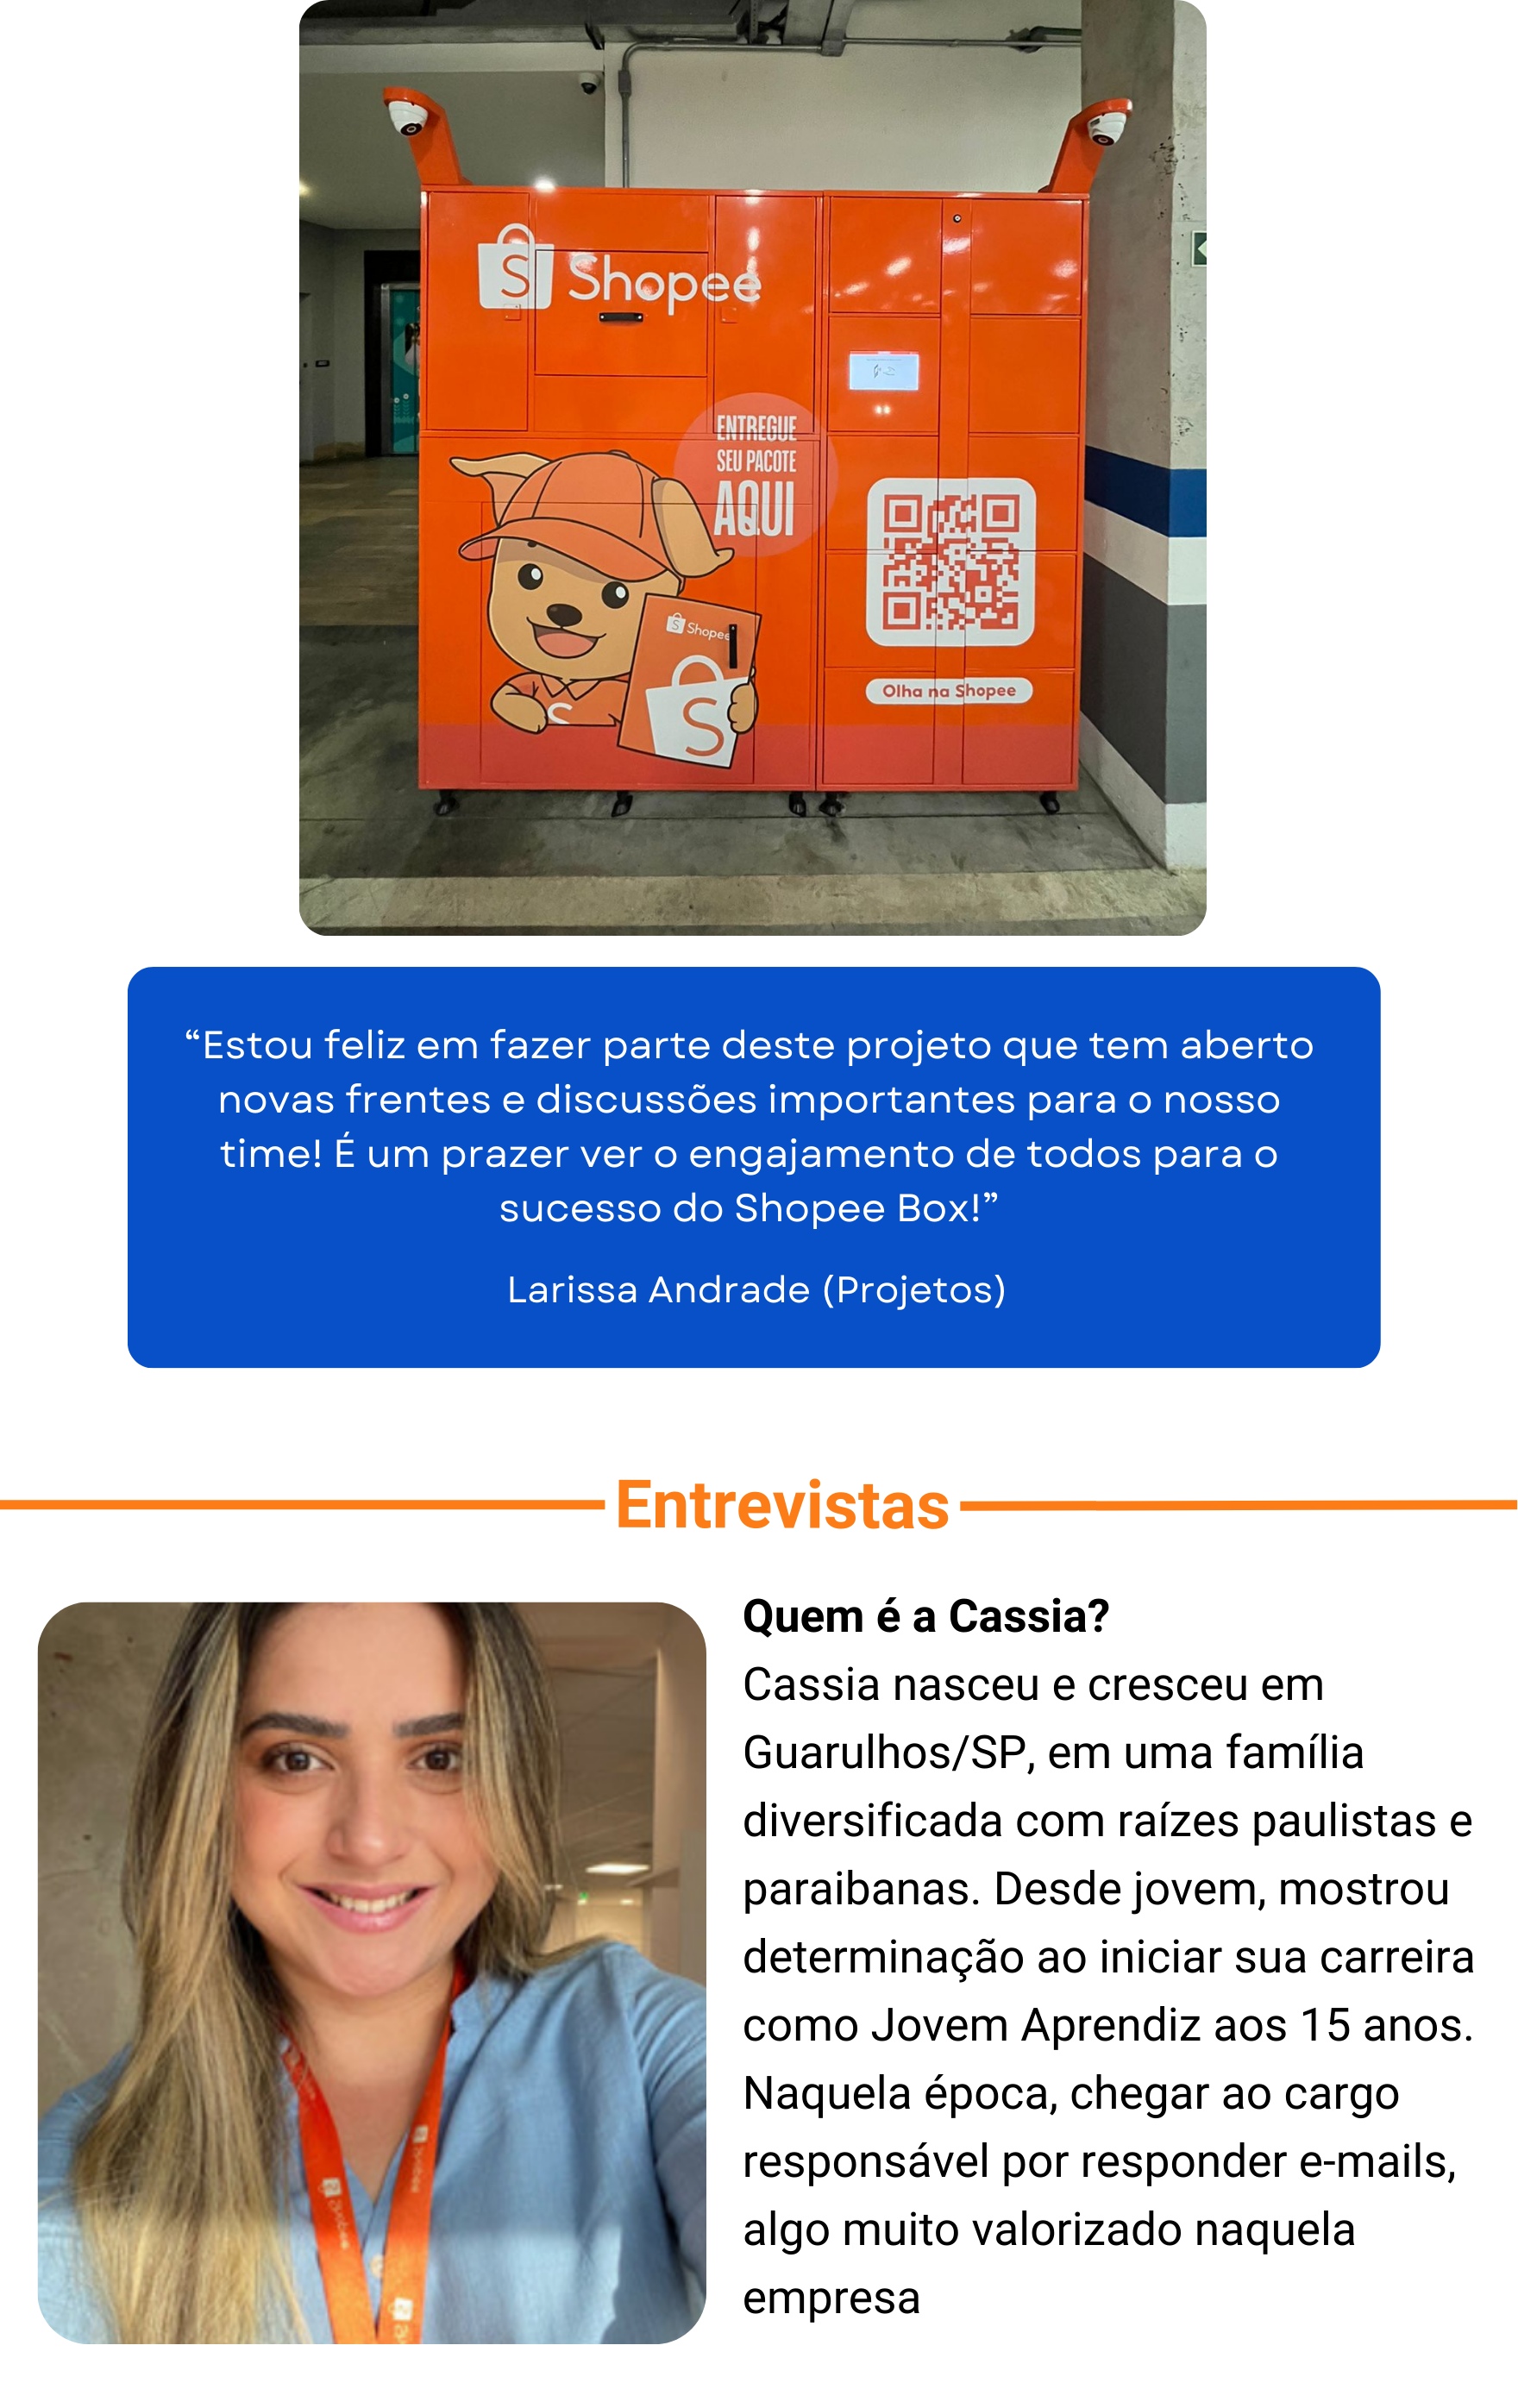 Shopee
ENTREGUE
SEU PACOTE
AQUI
Shopee
Olha na Shopee
“Estou feliz em fazer parte deste projeto que tem aberto
novas frentes e discussões importantes para o nosso
time! É um prazer ver o engajamento de todos para o
sucesso do Shopee Box!”
Larissa Andrade (Projetos)
Entrevistas
Quem é a Cassia?
Cassia nasceu e cresceu em
Guarulhos/SP, em uma família
diversificada com raízes paulistas e
paraibanas. Desde jovem, mostrou
determinação ao iniciar sua carreira
como Jovem Aprendiz aos 15 anos.
Naquela época, chegar ao cargo
responsável por responder e-mails,
algo muito valorizado naquela
empresa